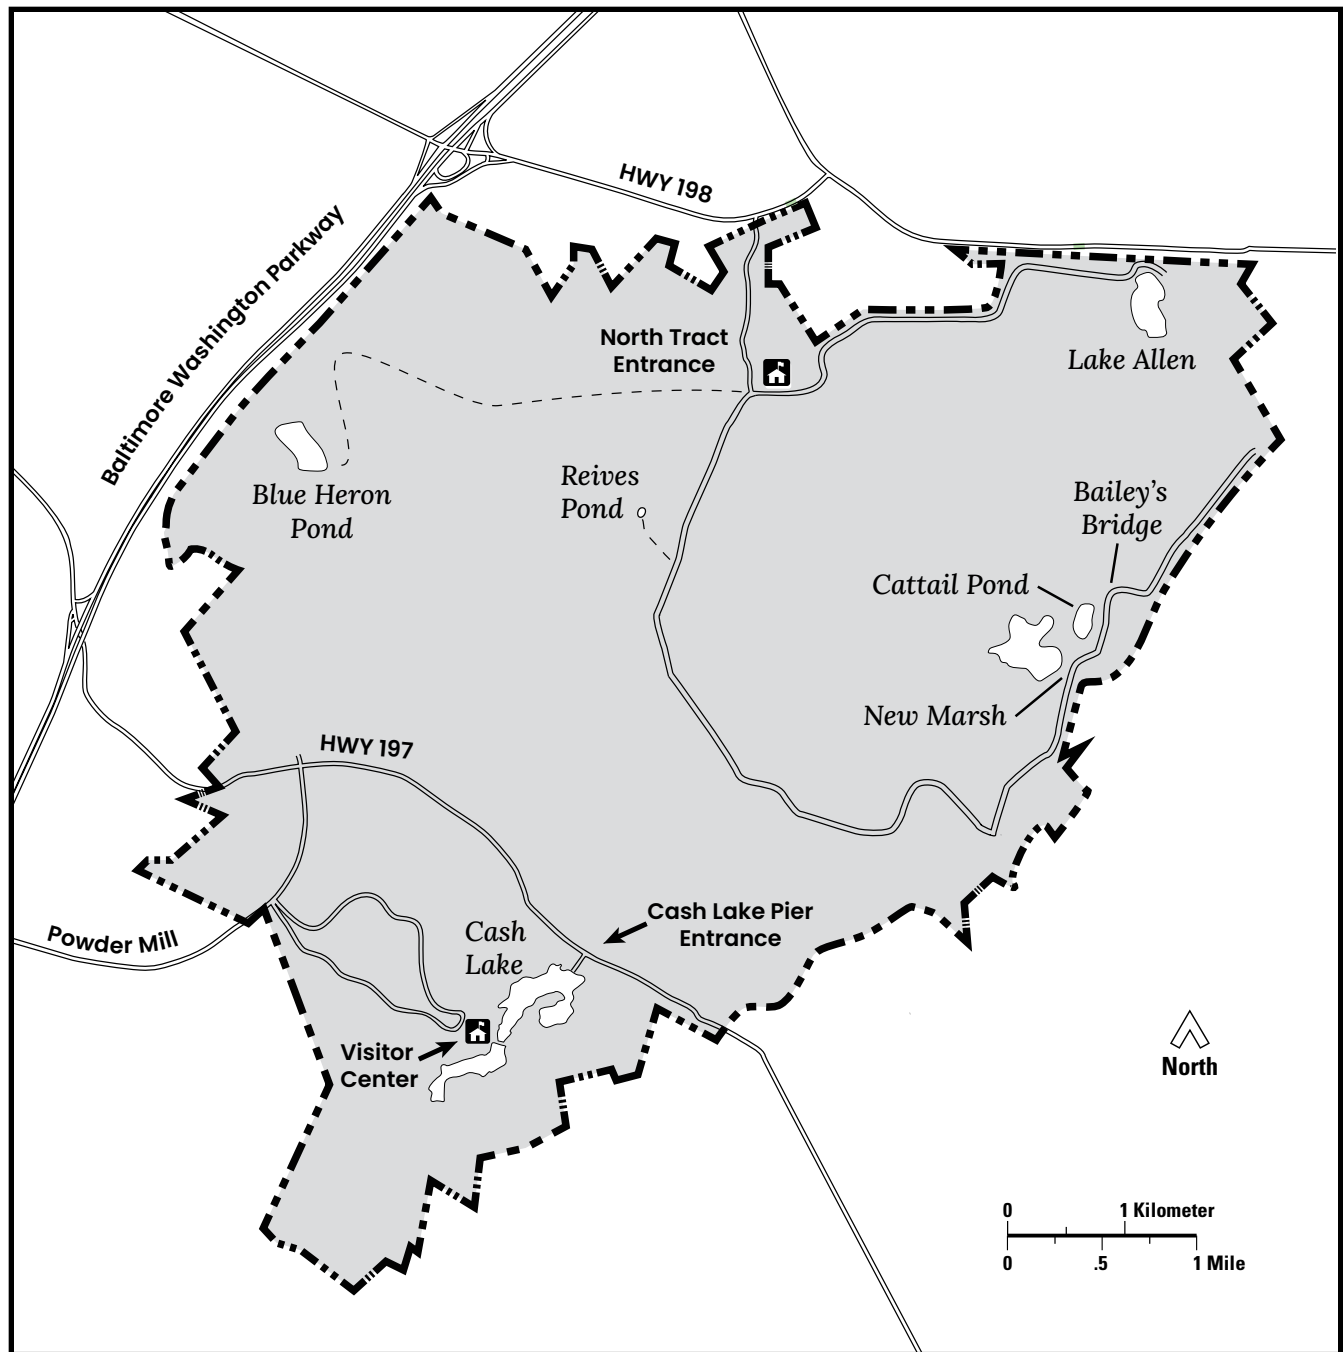 HWY 198
Baltimore Washington Parkway
North Tract
Entrance
Lake Allen
Blue Heron
Pond
Reives
Pond
Bailey’s
Bridge
Cattail Pond
New Marsh
HWY 197
Cash Lake Pier
Entrance
Cash
Lake
Powder Mill
Visitor
Center
North
0 1 Kilometer
0 .5 1 Mile